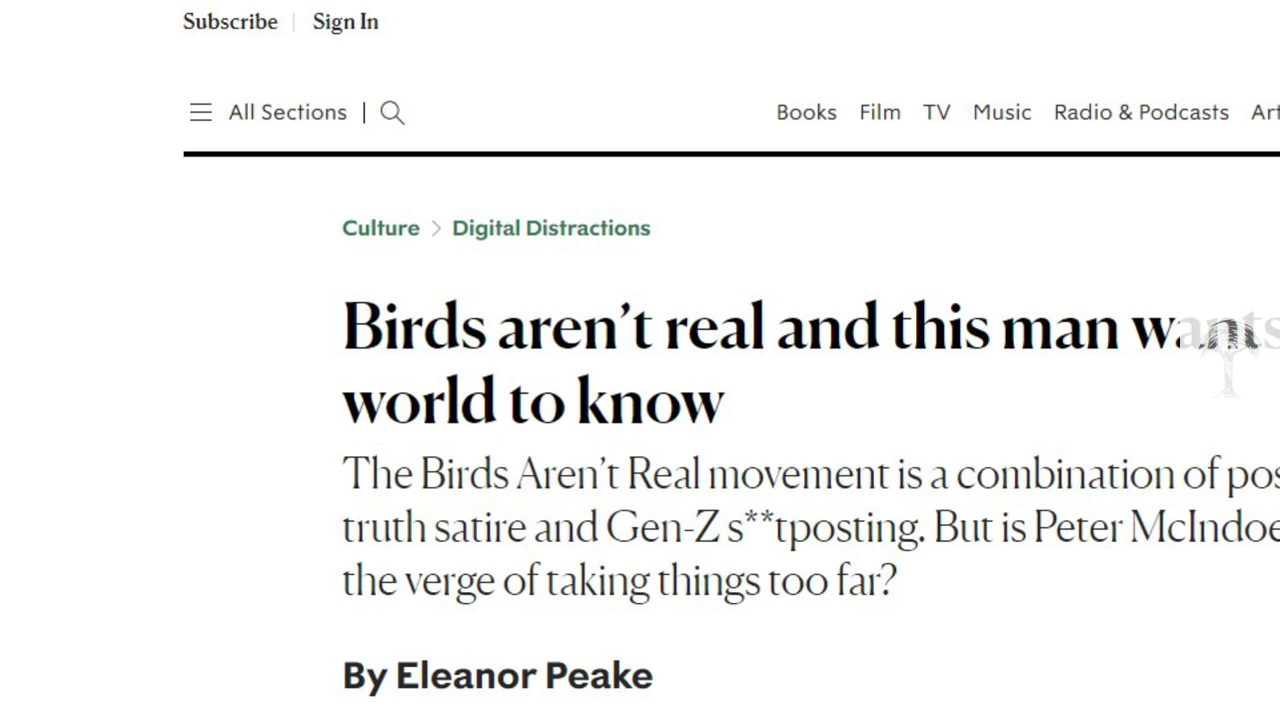 Subscribe | Sign In
All Sections |
Books Film TV Music Radio & Podcasts
Culture > Digital Distractions
Birds aren’t real and this man wants
world to know
The Birds Aren’t Real movement is a combination of
truth satire and Gen-Z s**tposting. But is Peter McIndoe
the verge of taking things too far?
By Eleanor Peake